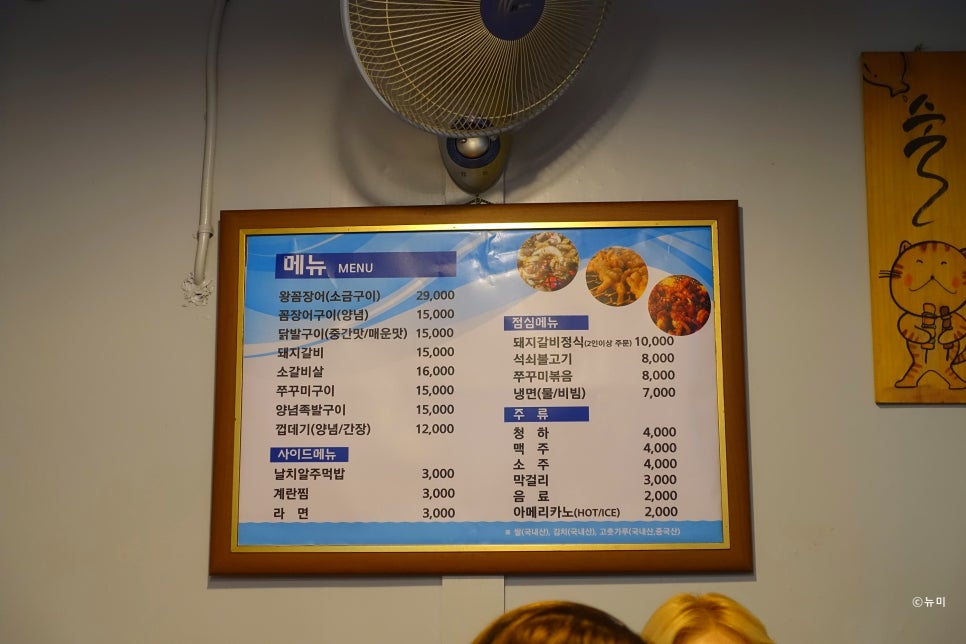 메뉴 MENU
왕꼼장어(소금구이) 29,000
꼼장어구이(양념) 15,000
닭발구이(중간맛/매운맛) 15,000
돼지갈비 15,000
소갈비살 16,000
쭈꾸미구이 15,000
양념족발구이 15,000
껍데기(양념/간장) 12,000
사이드메뉴
날치알주먹밥 3,000
계란찜 3,000
라 면 3,000
점심메뉴
돼지갈비정식(2인이상 주문) 10,000
석쇠불고기 8,000
쭈꾸미볶음 8,000
냉면(물/비빔) 7,000
주 류
청 하 4,000
맥 주 4,000
소 주 4,000
막걸리 3,000
음 료 2,000
아메리카노(HOT/ICE) 2,000
※ 쌀(국내산), 김치(국내산), 고춧가루(국내산,중국산)
술
ⓒ뉴미